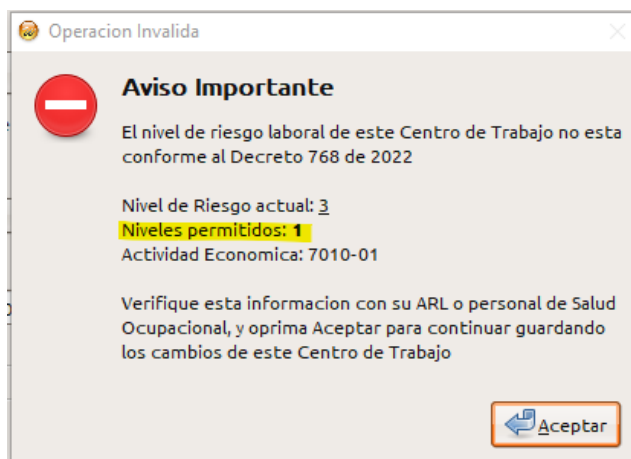 Operacion Invalida
Aviso Importante
El nivel de riesgo laboral de este Centro de Trabajo no esta
conforme al Decreto 768 de 2022
Nivel de Riesgo actual: 3
Niveles permitidos: 1
Actividad Economica: 7010-01
Verifique esta informacion con su ARL o personal de Salud
Ocupacional, y oprima Aceptar para continuar guardando
los cambios de este Centro de Trabajo
Aceptar